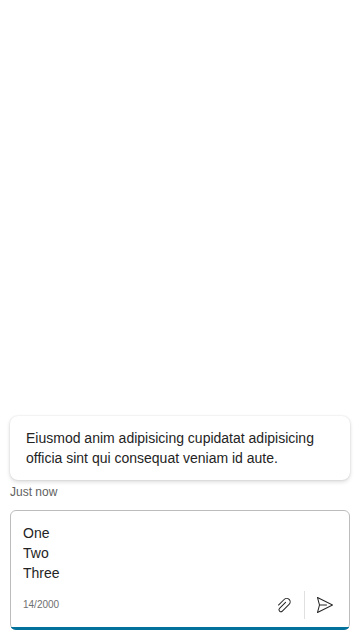 Eiusmod anim adipisicing cupidatat adipisicing
officia sint qui consequat veniam id aute.
Just now
One
Two
Three
14/2000